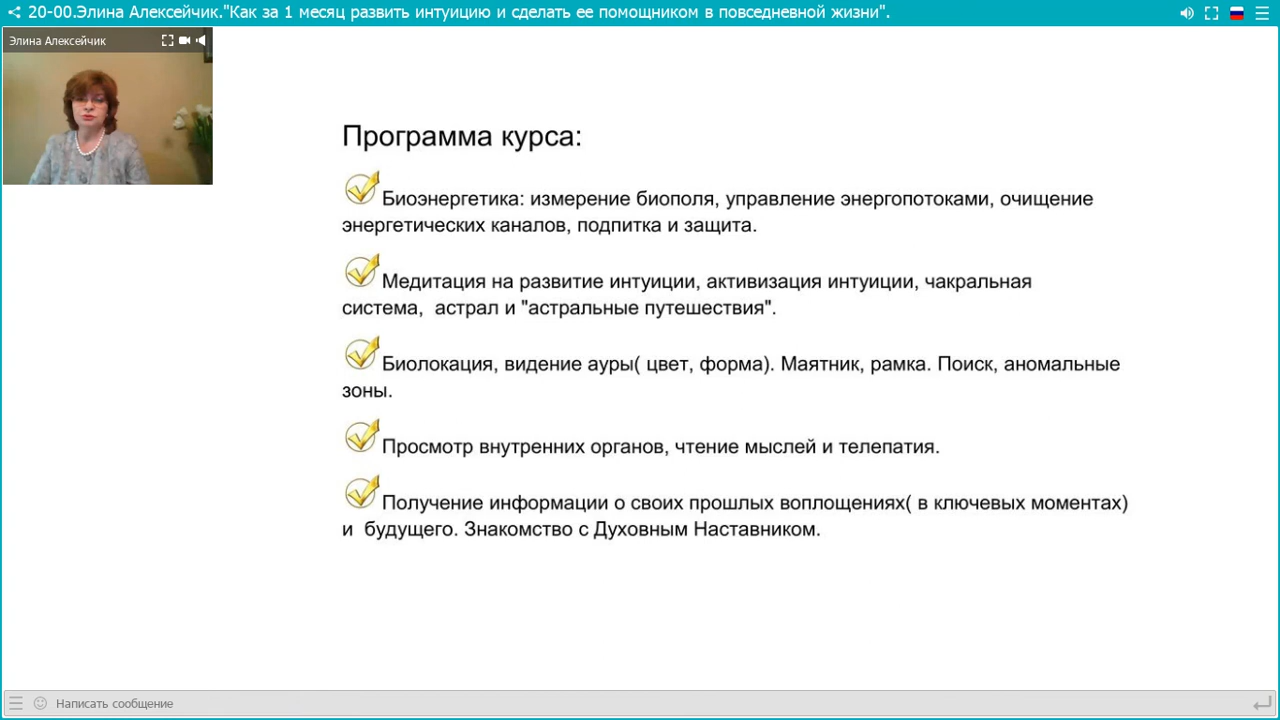 20-00.Элина Алексейчик."Как за 1 месяц развить интуицию и сделать ее помощником в повседневной жизни".
Элина Алексейчик
Программа курса:
Биоэнергетика: измерение биополя, управление энергопотоками, очищение
энергетических каналов, подпитка и защита.
Медитация на развитие интуиции, активизация интуиции, чакральная
система,  астрал и "астральные путешествия".
Биолокация, видение ауры( цвет, форма). Маятник, рамка. Поиск, аномальные
зоны.
Просмотр внутренних органов, чтение мыслей и телепатия.
Получение информации о своих прошлых воплощениях( в ключевых моментах)
и  будущего. Знакомство с Духовным Наставником.
Написать сообщение